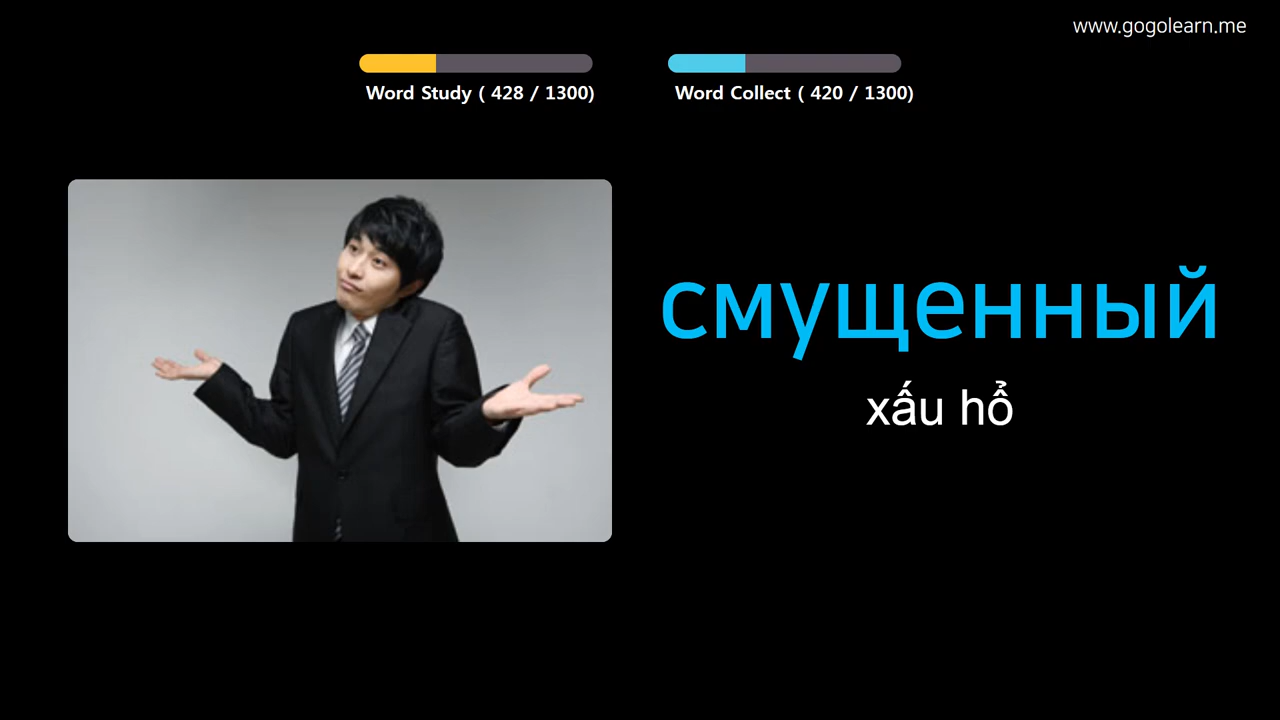 www.gogolearn.me
Word Study ( 428 / 1300)
Word Collect ( 420 / 1300)
смущенный
xấu hổ